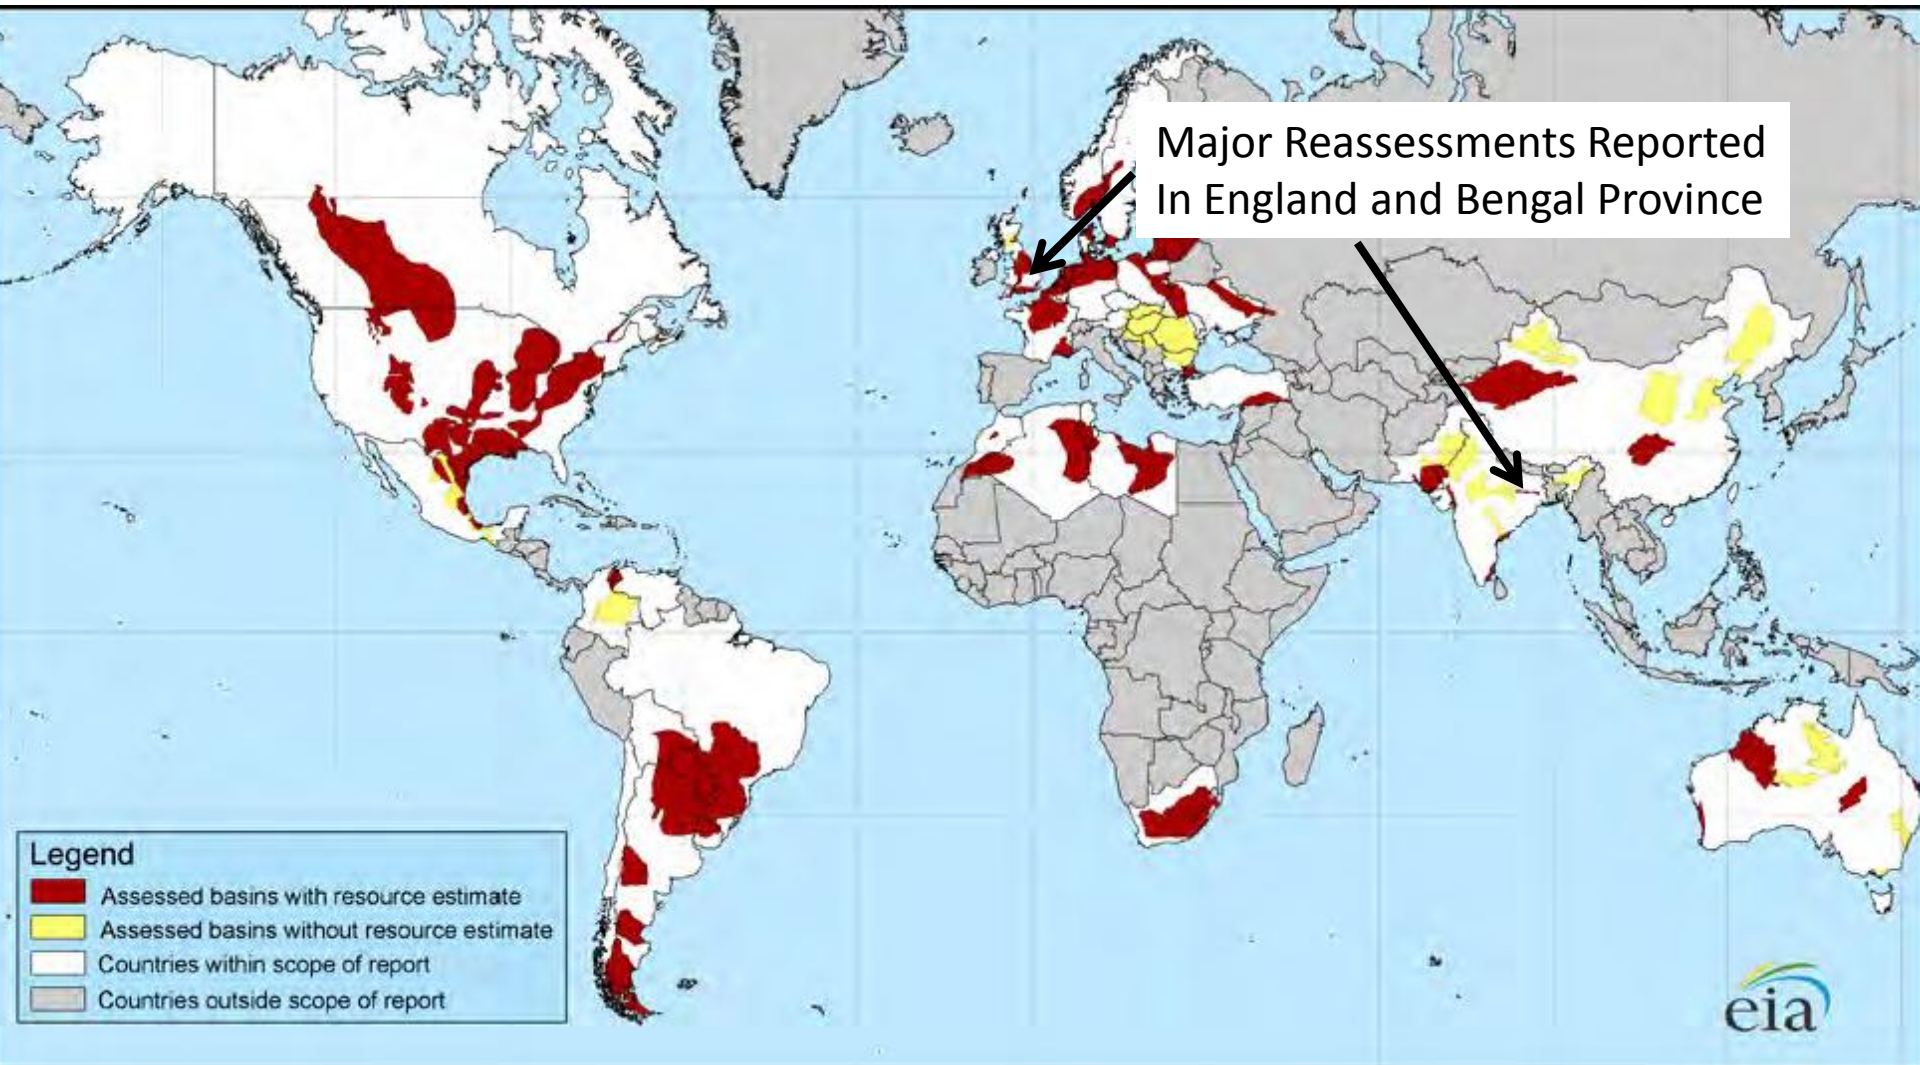 Major Reassessments Reported
In England and Bengal Province
Legend
Assessed basins with resource estimate
Assessed basins without resource estimate
Countries within scope of report
Countries outside scope of report
eia